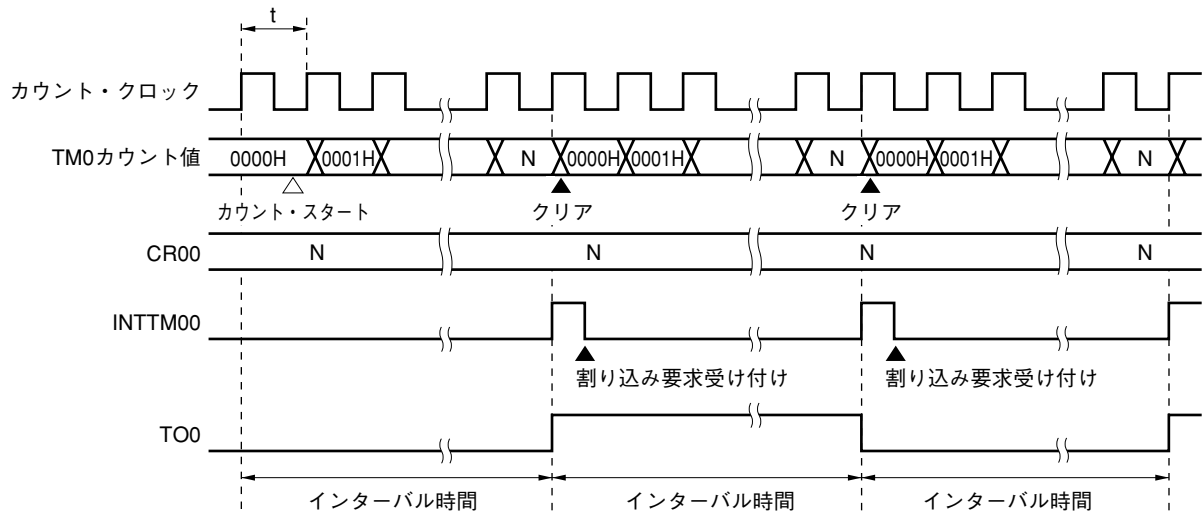 t
カウント・クロック
TM0カウント値 0000H 0001H N 0000H 0001H N 0000H 0001H N
カウント・スタート クリア クリア
CR00 N N N N
INTTM00
割り込み要求受け付け 割り込み要求受け付け
TO0
インターバル時間 インターバル時間 インターバル時間